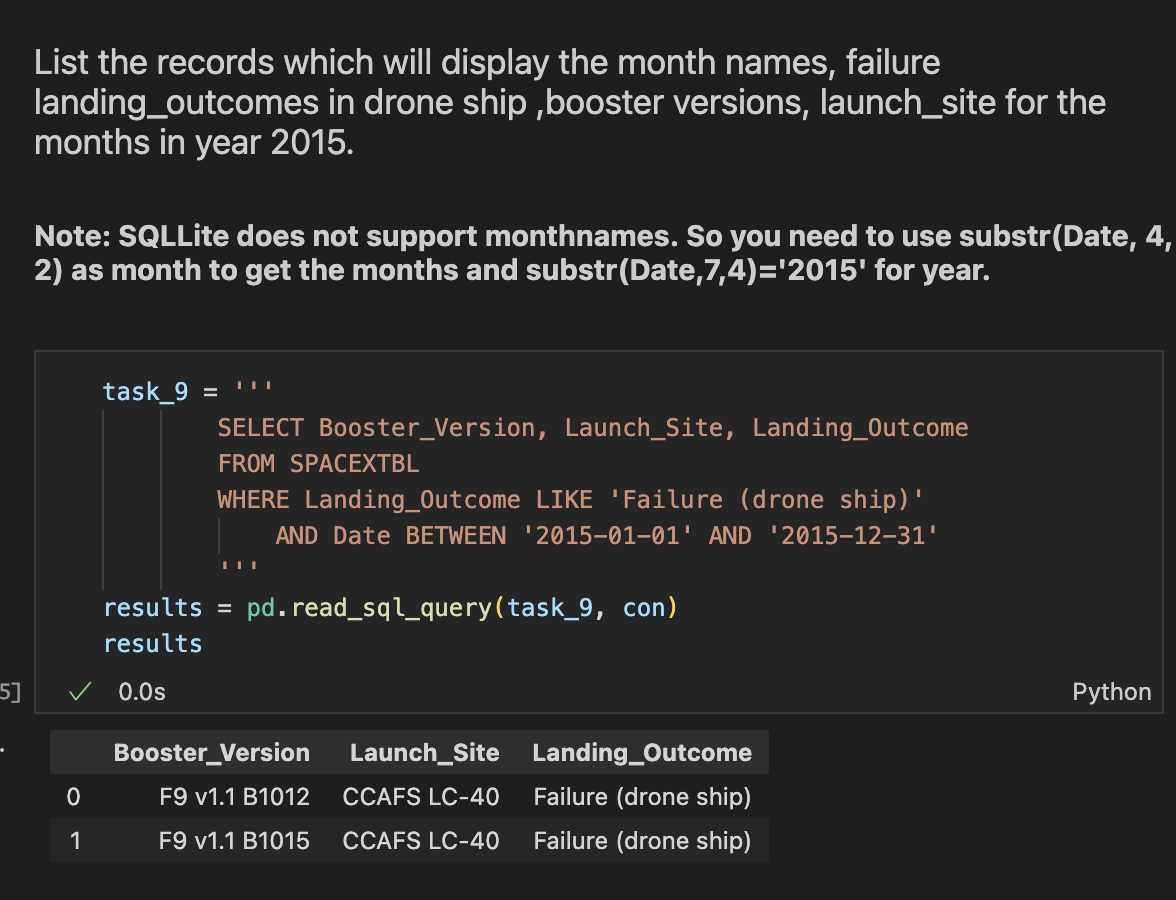 List the records which will display the month names, failure
landing_outcomes in drone ship ,booster versions, launch_site for the
months in year 2015.
Note: SQLLite does not support monthnames. So you need to use substr(Date, 4,
2) as month to get the months and substr(Date,7,4)='2015' for year.
task_9 = '''
SELECT Booster_Version, Launch_Site, Landing_Outcome
FROM SPACEXTBL
WHERE Landing_Outcome LIKE 'Failure (drone ship)'
AND Date BETWEEN '2015-01-01' AND '2015-12-31'
'''
results = pd.read_sql_query(task_9, con)
results
5] 0.0s Python
Booster_Version Launch_Site Landing_Outcome
0 F9 v1.1 B1012 CCAFS LC-40 Failure (drone ship)
1 F9 v1.1 B1015 CCAFS LC-40 Failure (drone ship)